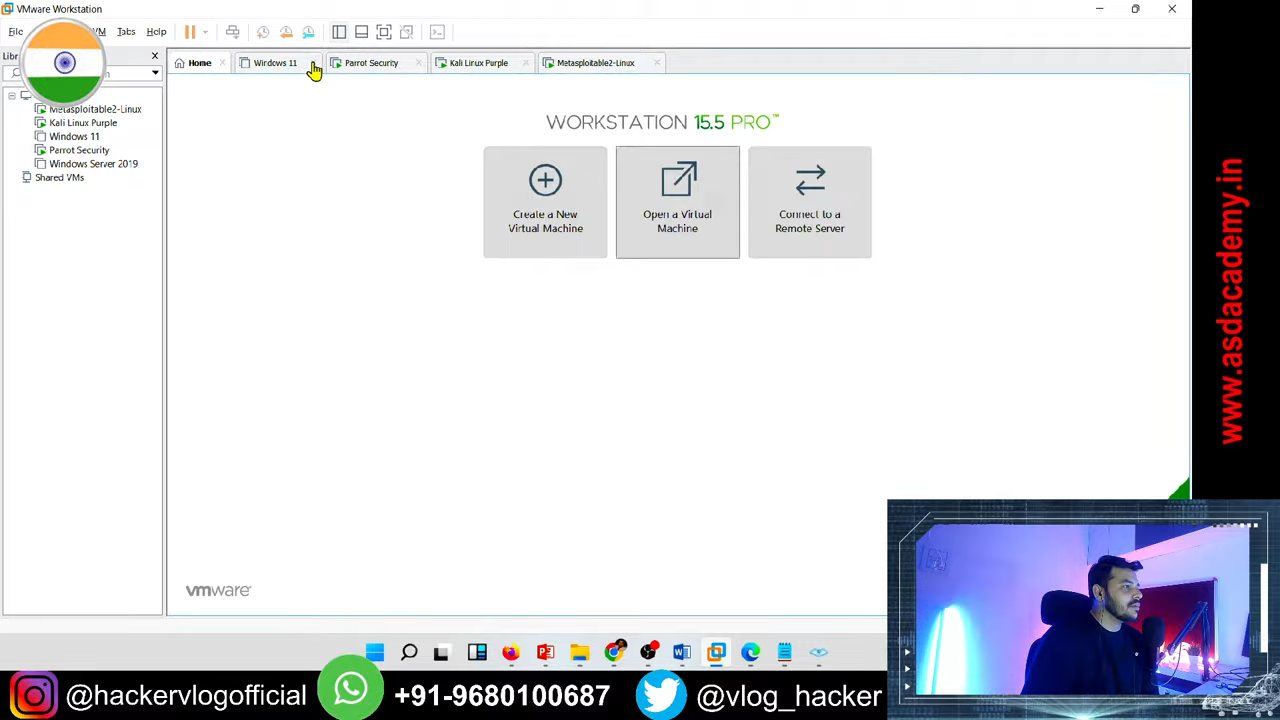 VMware Workstation
File
VM
Tabs
Help
Home
Windows 11
Parrot Security
Kali Linux Purple
Metasploitable2-Linux
Metasploitable2-Linux
Kali Linux Purple
Windows 11
Parrot Security
Windows Server 2019
Shared VMs
WORKSTATION 15.5 PRO™
Create a New
Virtual Machine
Open a Virtual
Machine
Connect to a
Remote Server
vmware®
www.asdacademy.in
@hackervlogofficial
+91-9680100687
@vlog_hacker